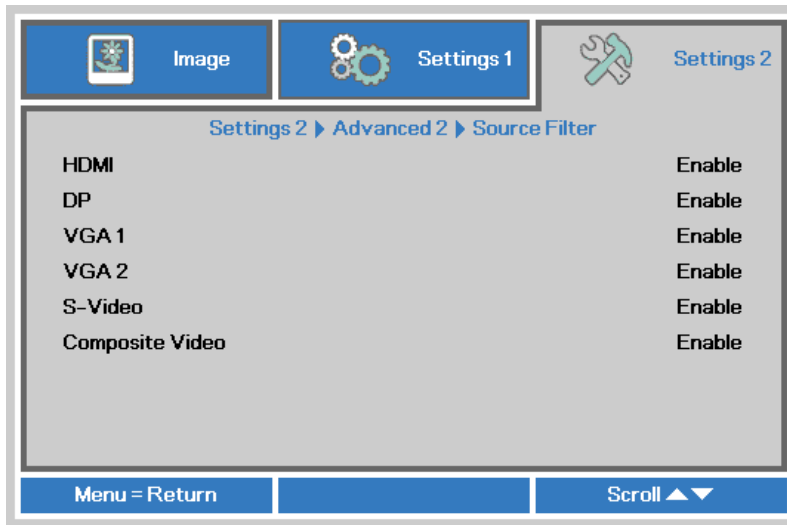 Image
Settings 1
Settings 2
Settings 2 ▶ Advanced 2 ▶ Source Filter
HDMI Enable
DP Enable
VGA 1 Enable
VGA 2 Enable
S-Video Enable
Composite Video Enable
Menu = Return
Scroll ▲▼